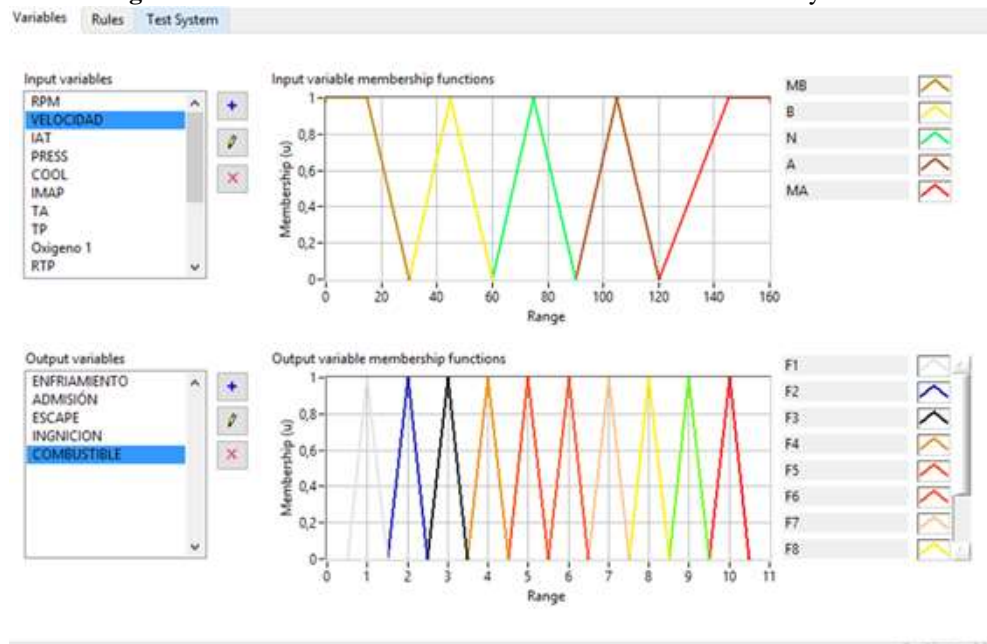 Variables Rules Test System
Input variables
RPM
VELOCIDAD
IAT
PRESS
COOL
IMAP
TA
TP
Oxigeno 1
RTP
Input variable membership functions
Membership (u)
1
0,8
0,6
0,4
0,2
0
0 20 40 60 80 100 120 140 160
Range
MB
B
N
A
MA
Output variables
ENFRIAMIENTO
ADMISIÓN
ESCAPE
INGNICION
COMBUSTIBLE
Output variable membership functions
Membership (u)
1
0,8
0,6
0,4
0,2
0
0 1 2 3 4 5 6 7 8 9 10 11
Range
F1
F2
F3
F4
F5
F6
F7
F8